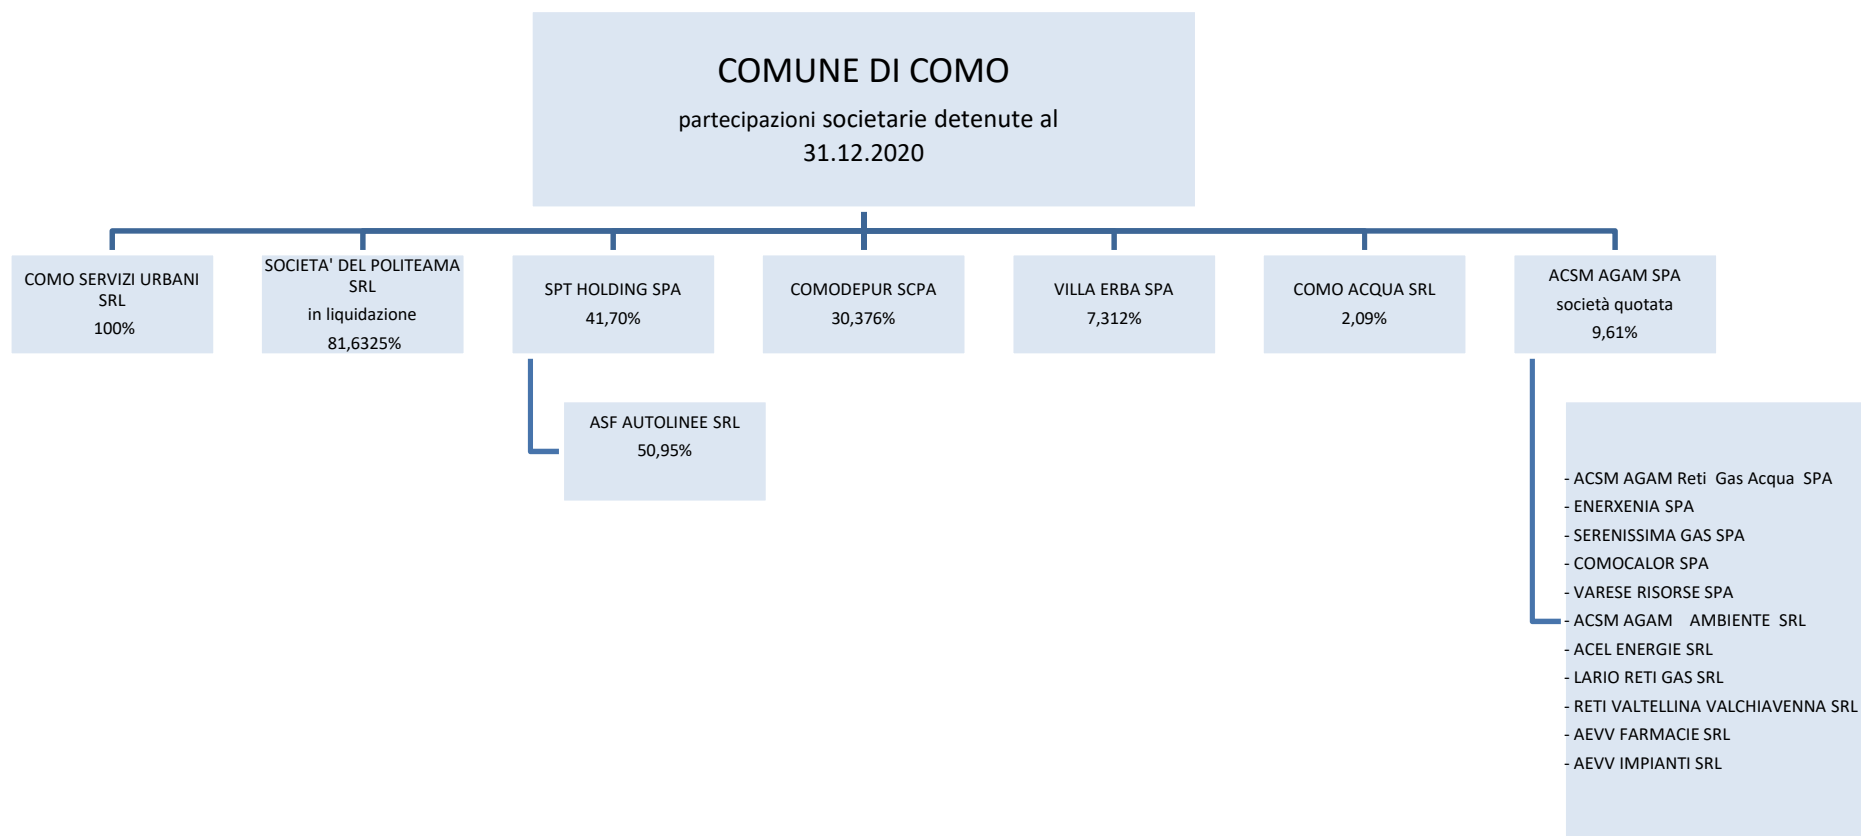 COMUNE DI COMO
partecipazioni societarie detenute al
31.12.2020
COMO SERVIZI URBANI
SRL
100%
SOCIETA' DEL POLITEAMA
SRL
in liquidazione
81,6325%
SPT HOLDING SPA
41,70%
COMODEPUR SCPA
30,376%
VILLA ERBA SPA
7,312%
COMO ACQUA SRL
2,09%
ACSM AGAM SPA
società quotata
9,61%
ASF AUTOLINEE SRL
50,95%
- ACSM AGAM Reti Gas Acqua SPA
- ENERXENIA SPA
- SERENISSIMA GAS SPA
- COMOCALOR SPA
- VARESE RISORSE SPA
- ACSM AGAM AMBIENTE SRL
- ACEL ENERGIE SRL
- LARIO RETI GAS SRL
- RETI VALTELLINA VALCHIAVENNA SRL
- AEVV FARMACIE SRL
- AEVV IMPIANTI SRL